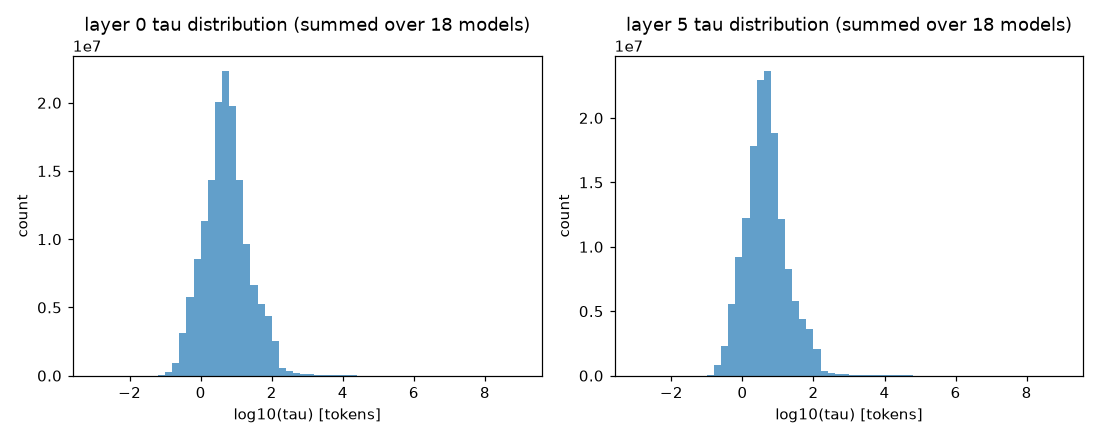 layer 0 tau distribution (summed over 18 models)
1e7
2.0
1.5
1.0
0.5
0.0
count
−2 0 2 4 6 8
log10(tau) [tokens]
layer 5 tau distribution (summed over 18 models)
1e7
2.0
1.5
1.0
0.5
0.0
count
−2 0 2 4 6 8
log10(tau) [tokens]